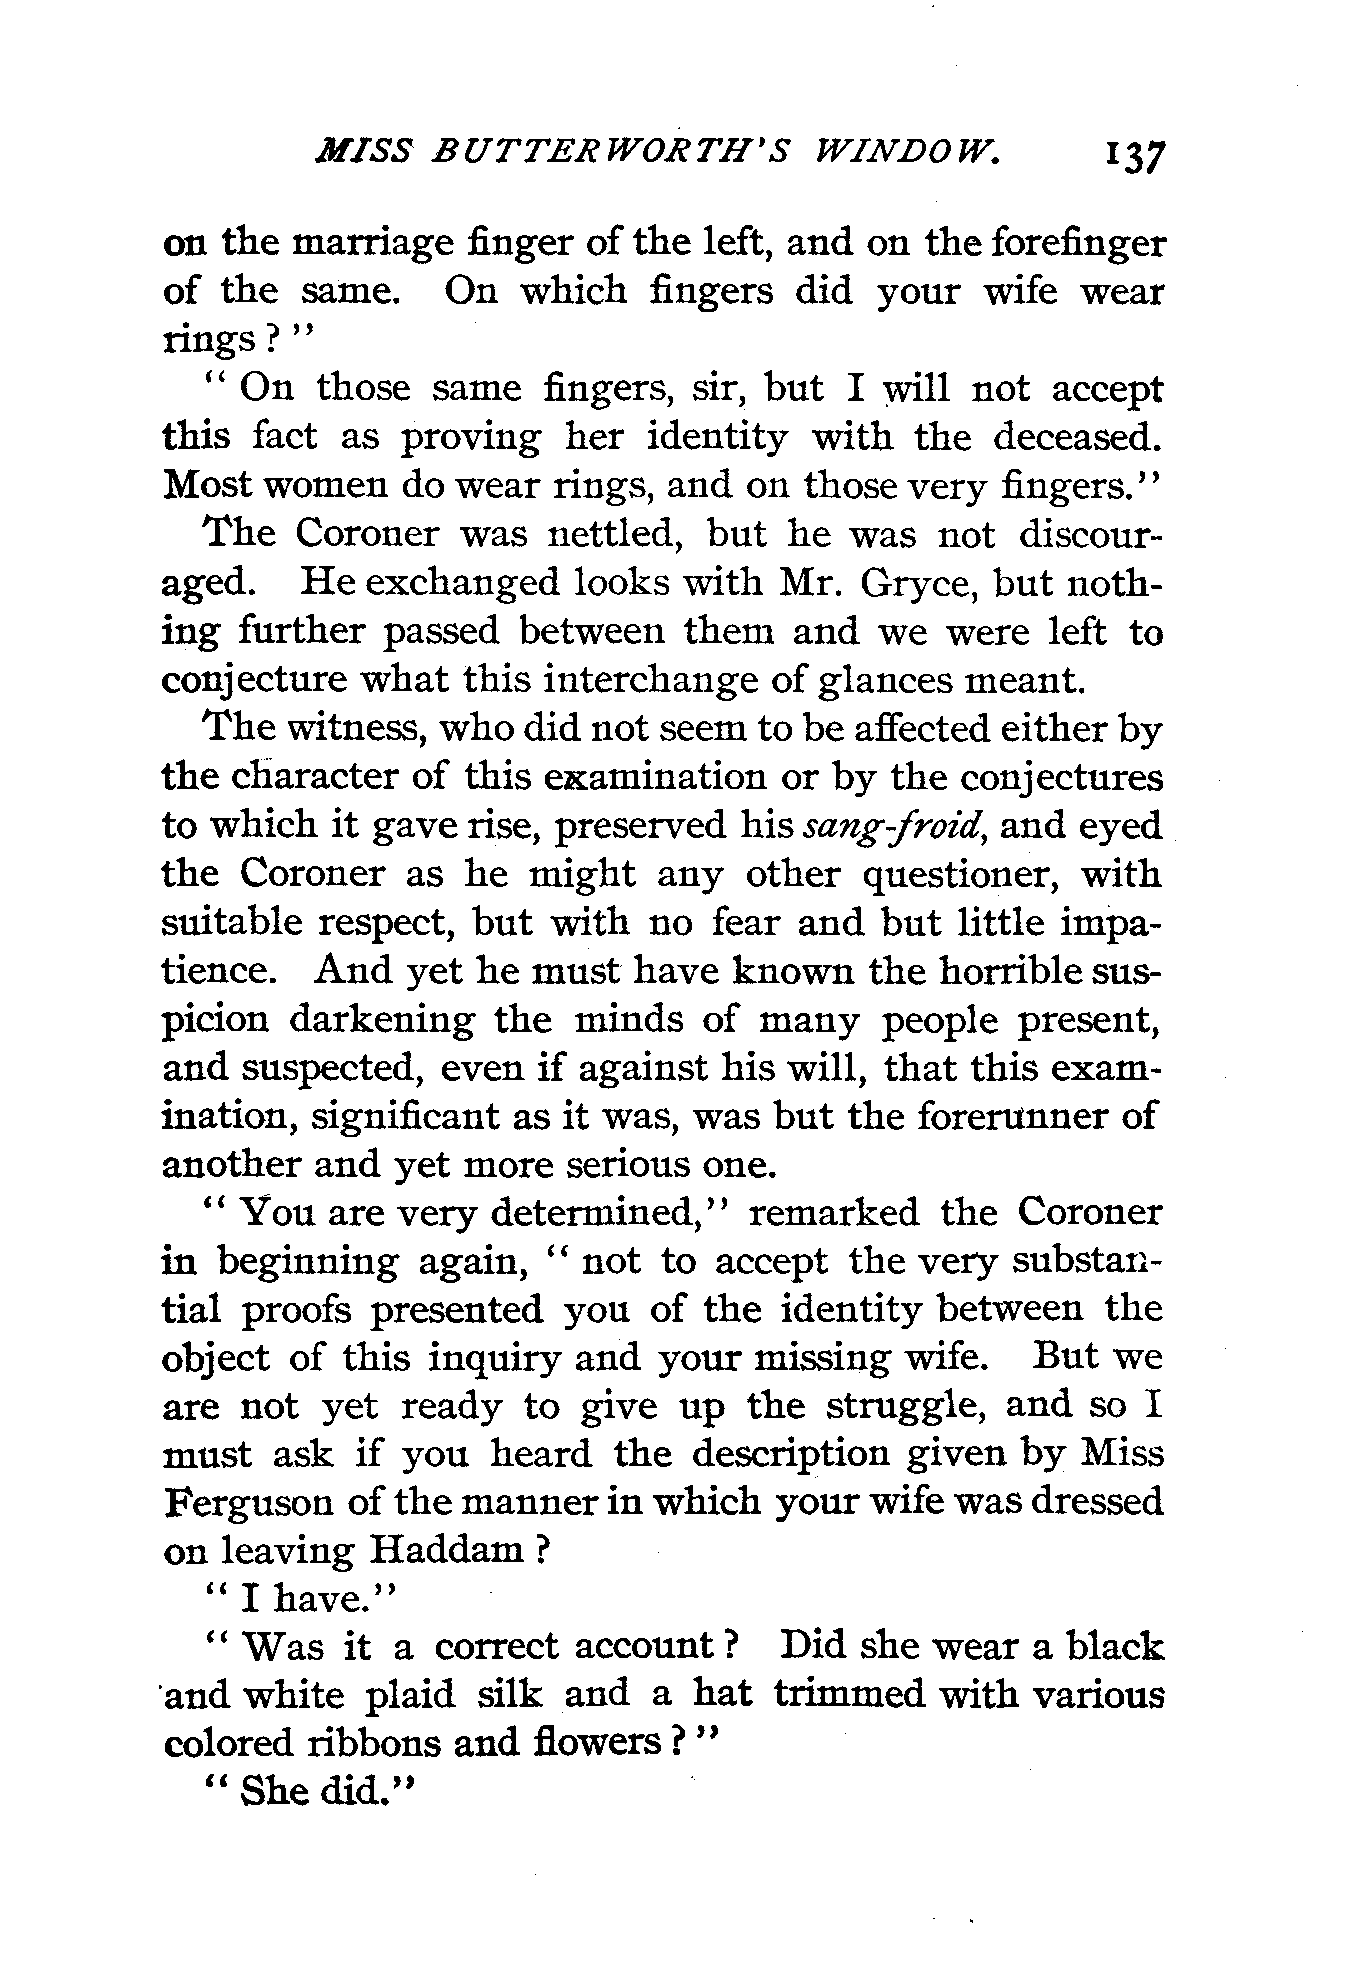 MISS BUTTERWORTH'S WINDOW. 137
on the marriage finger of the left, and on the forefinger
of the same. On which fingers did your wife wear
rings ? "
" On those same fingers, sir, but I will not accept
this fact as proving her identity with the deceased.
Most women do wear rings, and on those very fingers."
The Coroner was nettled, but he was not discour-
aged. He exchanged looks with Mr. Gryce, but noth-
ing further passed between them and we were left to
conjecture what this interchange of glances meant.
The witness, who did not seem to be affected either by
the character of this examination or by the conjectures
to which it gave rise, preserved his sang-froid, and eyed
the Coroner as he might any other questioner, with
suitable respect, but with no fear and but little impa-
tience. And yet he must have known the horrible sus-
picion darkening the minds of many people present,
and suspected, even if against his will, that this exam-
ination, significant as it was, was but the forerunner of
another and yet more serious one.
" You are very determined," remarked the Coroner
in beginning again, " not to accept the very substan-
tial proofs presented you of the identity between the
object of this inquiry and your missing wife. But we
are not yet ready to give up the struggle, and so I
must ask if you heard the description given by Miss
Ferguson of the manner in which your wife was dressed
on leaving Haddam ?
" I have."
" Was it a correct account ? Did she wear a black
and white plaid silk and a hat trimmed with various
colored ribbons and flowers ? "
" She did."